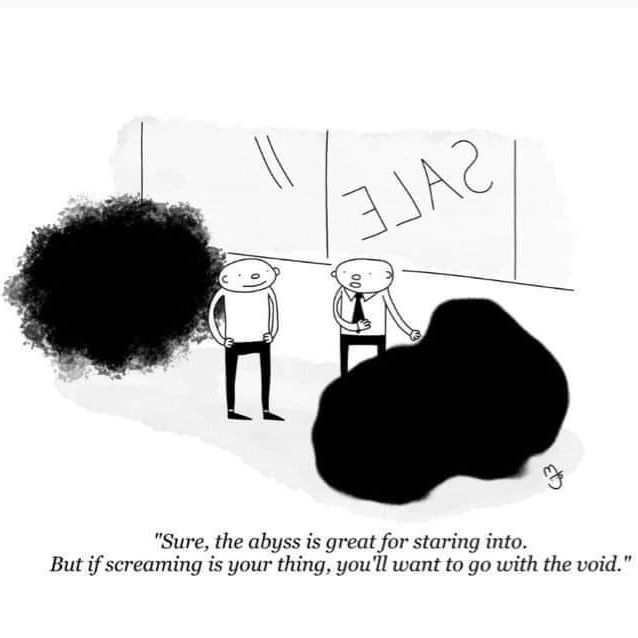 SALE
"Sure, the abyss is great for staring into.
But if screaming is your thing, you'll want to go with the void."